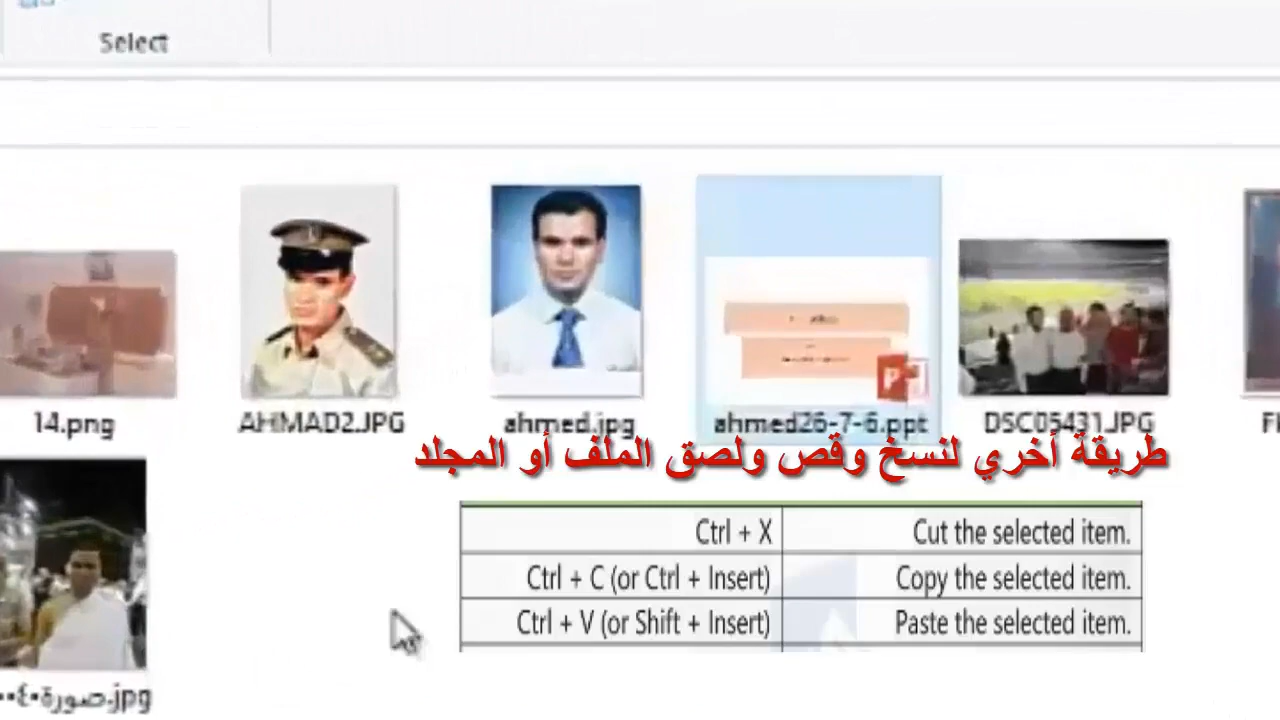 Select
14.png
AHMAD2.JPG
ahmed.jpg
ahmed26-7-6.ppt
DSC05431.JPG
طريقة أخري لنسخ وقص ولصق الملف أو المجلد
Ctrl + X Cut the selected item.
Ctrl + C (or Ctrl + Insert) Copy the selected item.
Ctrl + V (or Shift + Insert) Paste the selected item.
صورة٠٤٠٠.jpg